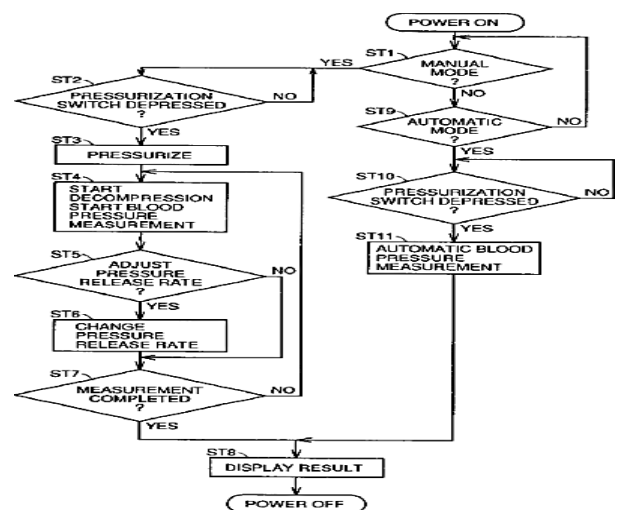 POWER ON
ST1
MANUAL
MODE
?
YES
NO
ST2
PRESSURIZATION
SWITCH DEPRESSED
?
NO
YES
ST9
AUTOMATIC
MODE
?
NO
YES
ST3
PRESSURIZE
ST10
PRESSURIZATION
SWITCH DEPRESSED
?
NO
YES
ST4
START
DECOMPRESSION
START BLOOD
PRESSURE
MEASUREMENT
ST11
AUTOMATIC BLOOD
PRESSURE
MEASUREMENT
ST5
ADJUST
PRESSURE
RELEASE RATE
?
NO
YES
ST6
CHANGE
PRESSURE
RELEASE RATE
ST7
MEASUREMENT
COMPLETED
?
NO
YES
ST8
DISPLAY RESULT
POWER OFF